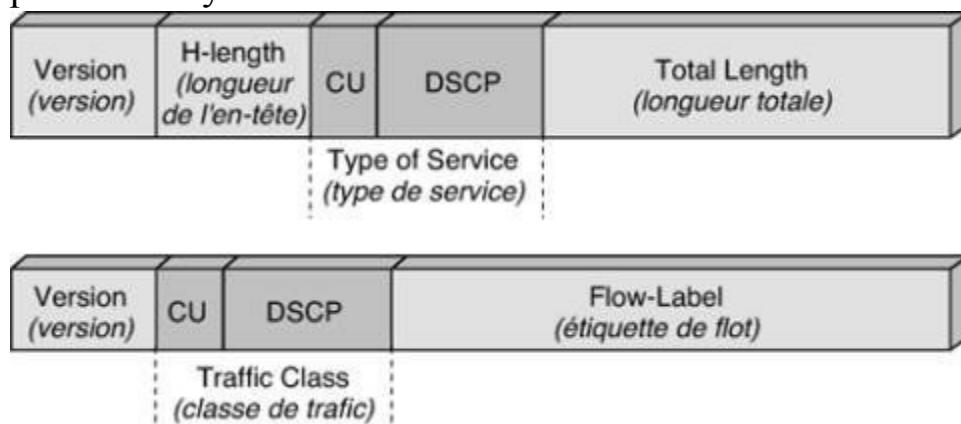 Version
(version)
H-length
(longueur
de l'en-tête)
CU
DSCP
Total Length
(longueur totale)
Type of Service
(type de service)
Version
(version)
CU
DSCP
Flow-Label
(étiquette de flot)
Traffic Class
(classe de trafic)